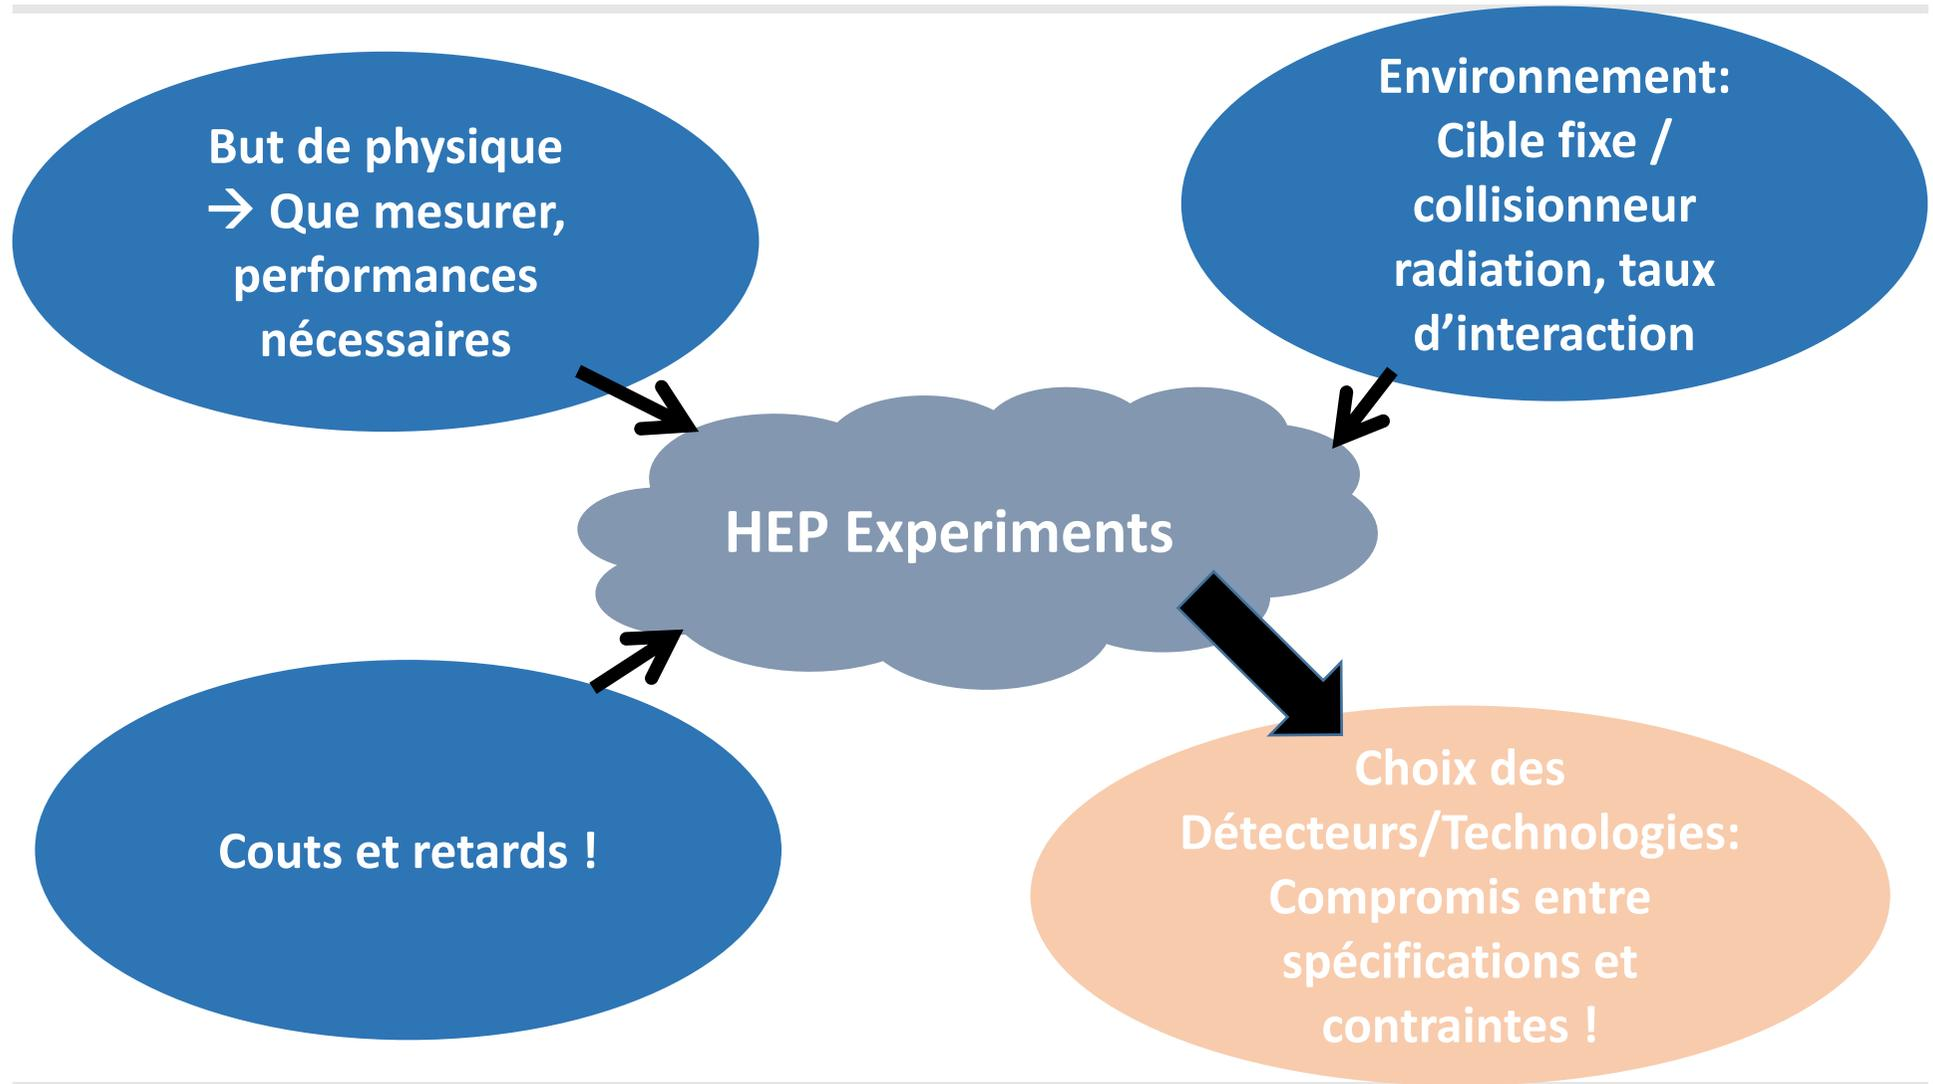 But de physique
→ Que mesurer,
performances
nécessaires
Environnement:
Cible fixe /
collisionneur
radiation, taux
d’interaction
HEP Experiments
Couts et retards !
Choix des
Détecteurs/Technologies:
Compromis entre
spécifications et
contraintes !